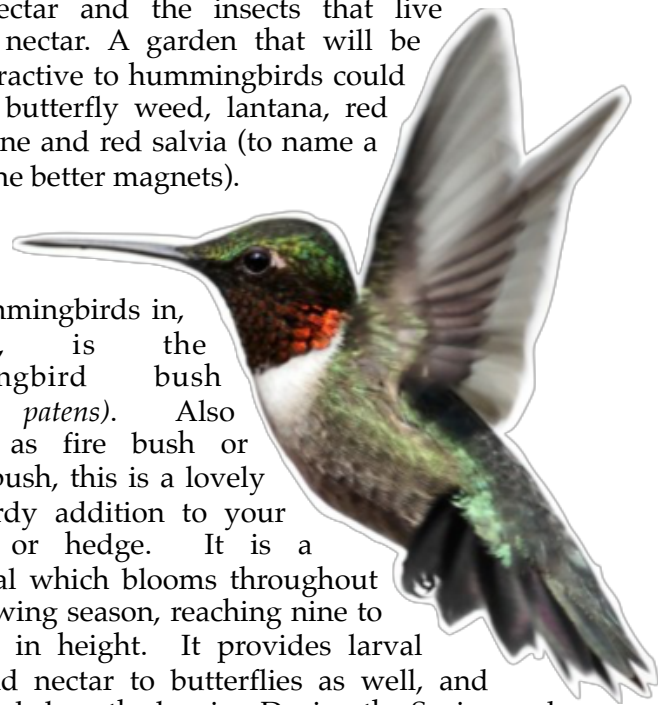 ectar and the insects that live
nectar. A garden that will be
ractive to hummingbirds could
butterfly weed, lantana, red
ne and red salvia (to name a
he better magnets).
mmingbirds in,
, is the
ngbird bush
patens). Also
as fire bush or
bush, this is a lovely
rdy addition to your
or hedge. It is a
al which blooms throughout
wing season, reaching nine to
in height. It provides larval
d nectar to butterflies as well, and